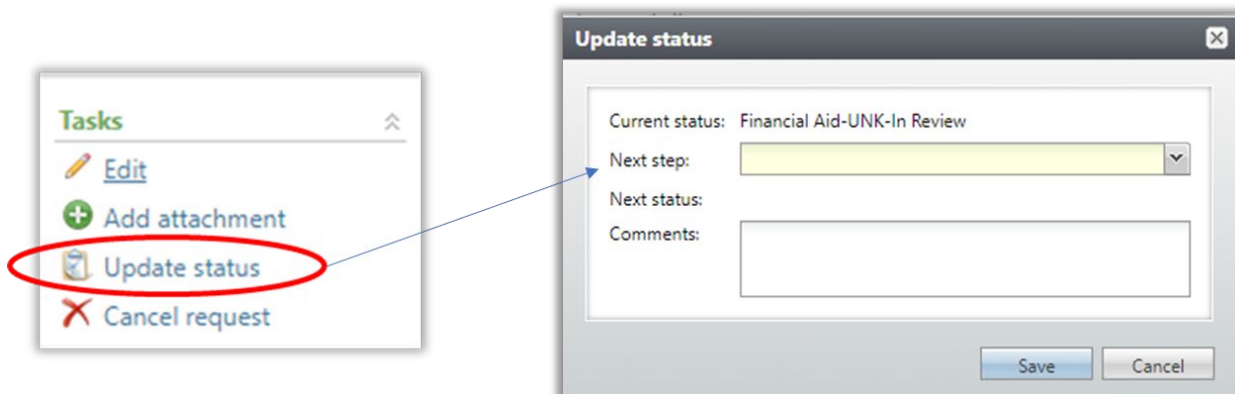 Tasks
Edit
Add attachment
Update status
Cancel request
Update status
Current status: Financial Aid-UNK-In Review
Next step:
Next status:
Comments:
Save Cancel